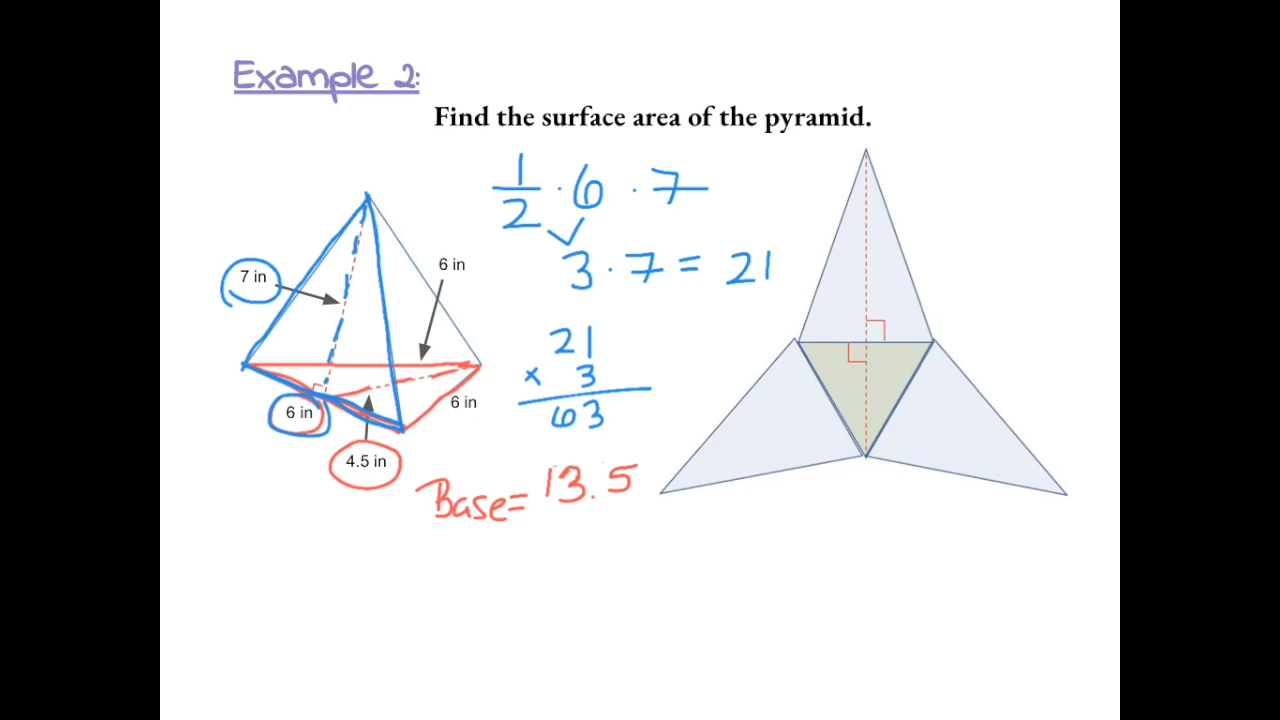 Example 2:
Find the surface area of the pyramid.
1/2 · 6 · 7
3 · 7 = 21
7 in
6 in
21
× 3
63
6 in
6 in
4.5 in
Base = 13.5